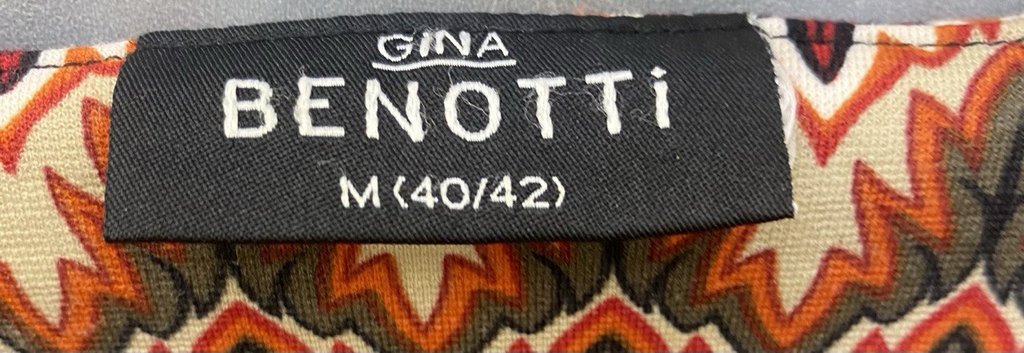 GINA
BENOTTi
M (40/42)